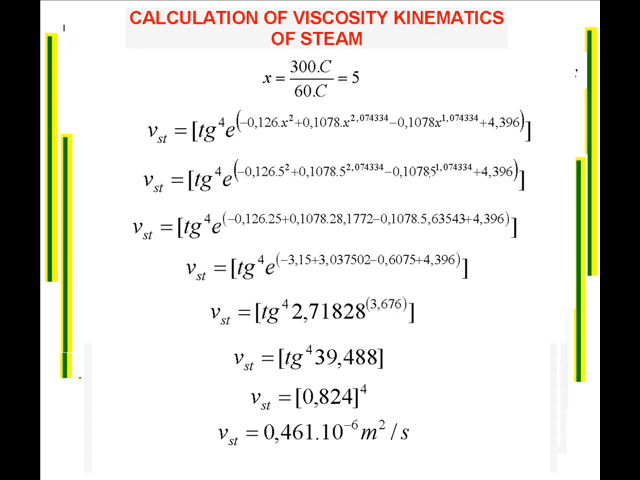 CALCULATION OF VISCOSITY KINEMATICS
OF STEAM
x = 300.C / 60.C = 5
v_st = [tg^4 e^(−0,126.x^2+0,1078.x^2,074334−0,1078x^1,074334+4,396)]
v_st = [tg^4 e^(−0,126.5^2+0,1078.5^2,074334−0,1078,5^1,074334+4,396)]
v_st = [tg^4 e^(−0,126.25+0,1078.28,1772−0,1078.5,63543+4,396)]
v_st = [tg^4 e^(−3,15+3,037502−0,6075+4,396)]
v_st = [tg^4 2,71828^(3,676)]
v_st = [tg^4 39,488]
v_st = [0,824]^4
v_st = 0,461.10^−6 m^2 / s